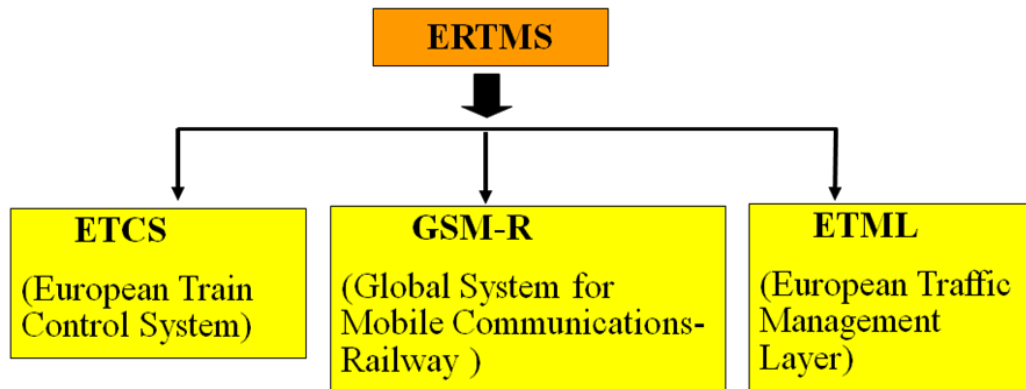 ERTMS
ETCS
(European Train
Control System)
GSM-R
(Global System for
Mobile Communications-
Railway )
ETML
(European Traffic
Management
Layer)